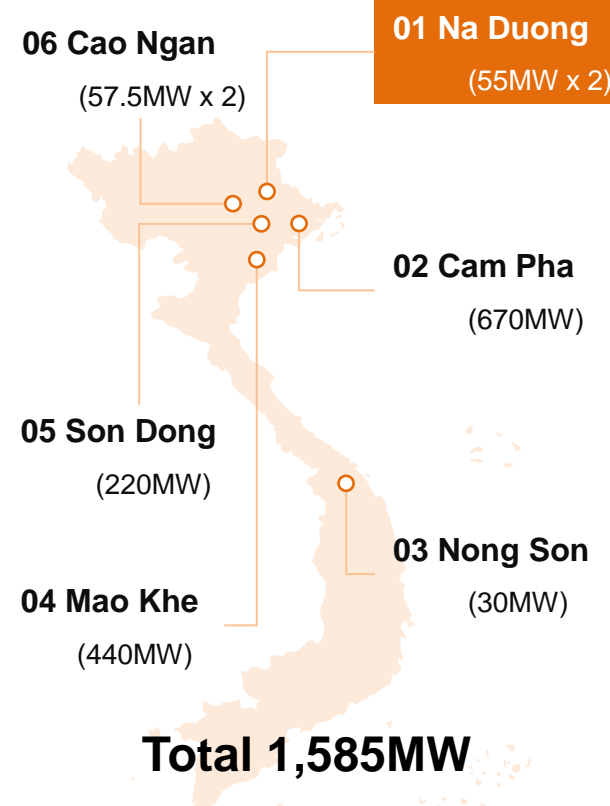 01 Na Duong
(55MW x 2)
06 Cao Ngan
(57.5MW x 2)
02 Cam Pha
(670MW)
05 Son Dong
(220MW)
03 Nong Son
(30MW)
04 Mao Khe
(440MW)
Total 1,585MW